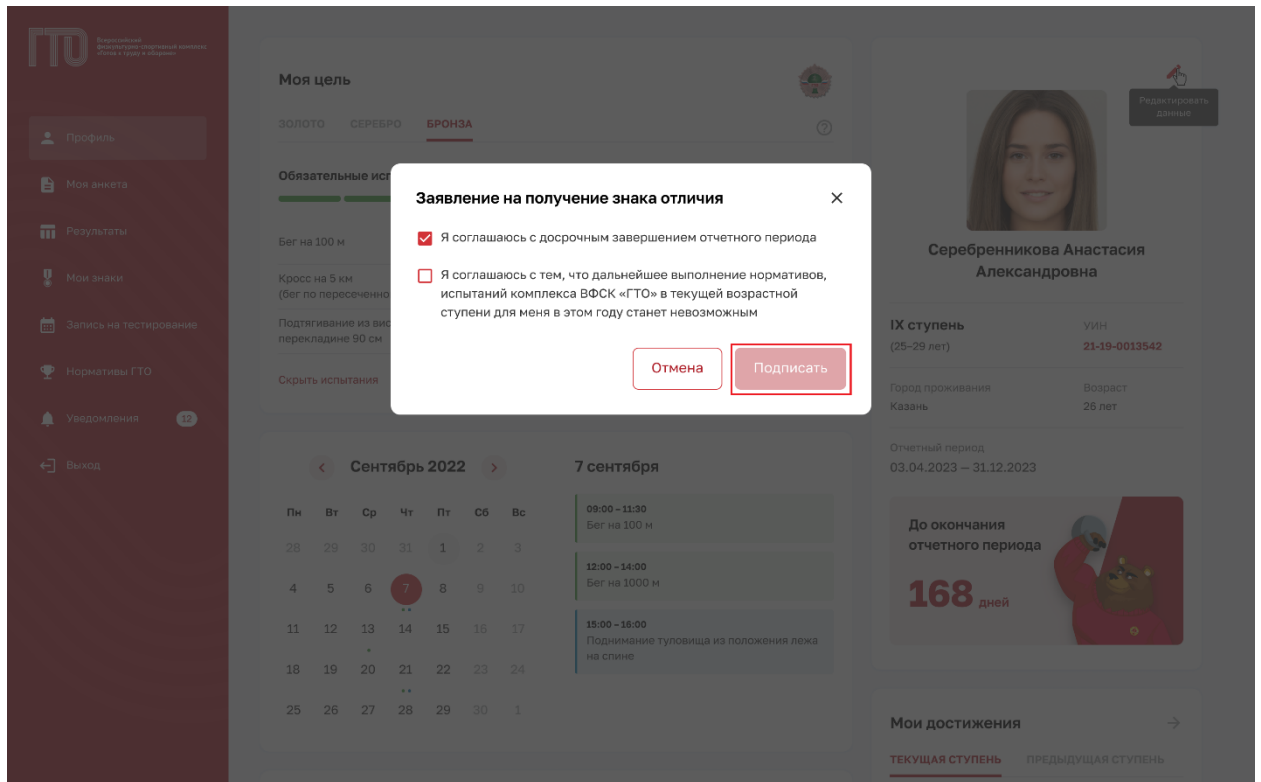 ГТО
Всероссийский
физкультурно-спортивный комплекс
«Готов к труду и обороне»
Профиль
Моя анкета
Результаты
Мои знаки
Запись на тестирование
Нормативы ГТО
Уведомления 12
Выход
Моя цель
ЗОЛОТО СЕРЕБРО БРОНЗА
Обязательные исп
Бег на 100 м
Кросс на 5 км
(бег по пересеченно
Подтягивание из вис
перекладине 90 см
Скрыть испытания
Заявление на получение знака отличия
Я соглашаюсь с досрочным завершением отчетного периода
Я соглашаюсь с тем, что дальнейшее выполнение нормативов,
испытаний комплекса ВФСК «ГТО» в текущей возрастной
ступени для меня в этом году станет невозможным
Отмена Подписать
Сентябрь 2022
Пн Вт Ср Чт Пт Сб Вс
28 29 30 31 1 2 3
4 5 6 7 8 9 10
11 12 13 14 15 16 17
18 19 20 21 22 23 24
25 26 27 28 29 30 1
7 сентября
09:00 – 11:30
Бег на 100 м
12:00 – 14:00
Бег на 1000 м
15:00 – 16:00
Поднимание туловища из положения лежа
на спине
Редактировать
данные
Серебренникова Анастасия
Александровна
IX ступень УИН
(25–29 лет) 21-19-0013542
Город проживания Возраст
Казань 26 лет
Отчетный период
03.04.2023 — 31.12.2023
До окончания
отчетного периода
168 дней
Мои достижения
ТЕКУЩАЯ СТУПЕНЬ ПРЕДЫДУЩАЯ СТУПЕНЬ